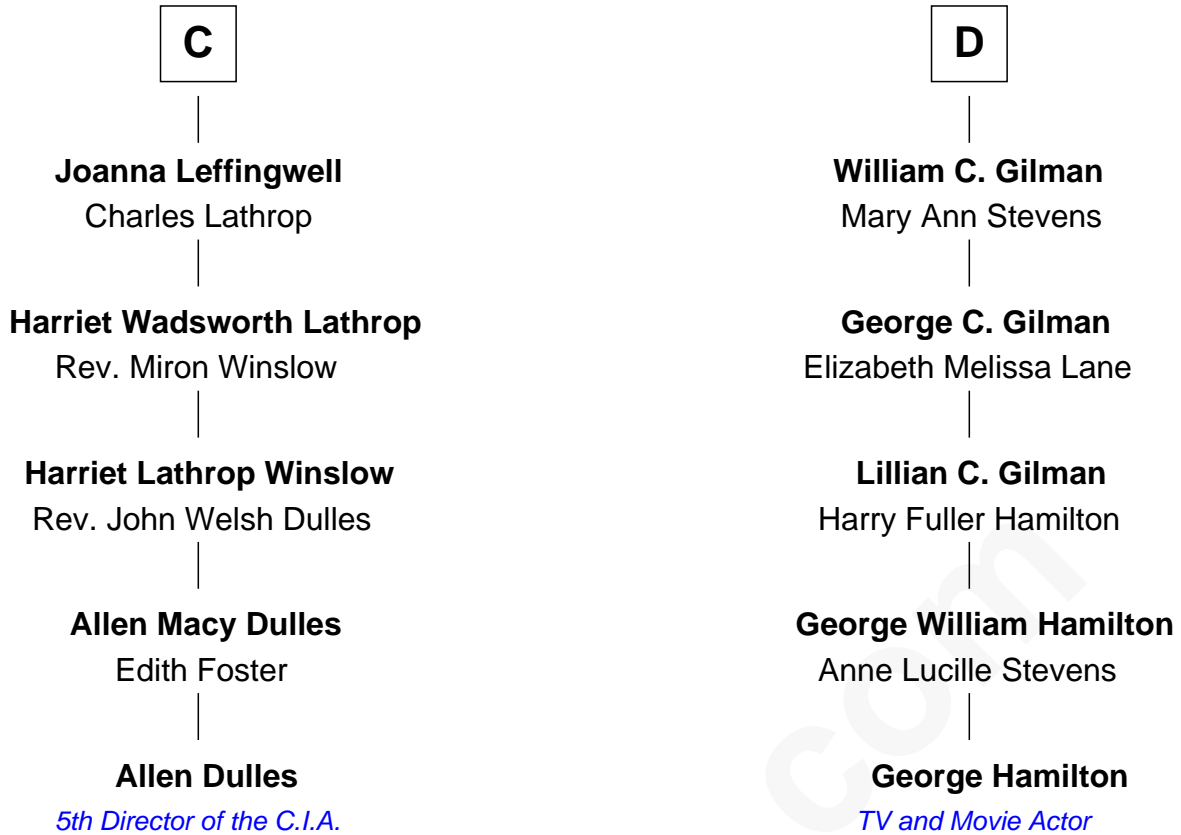 C
Joanna Leffingwell
Charles Lathrop
Harriet Wadsworth Lathrop
Rev. Miron Winslow
Harriet Lathrop Winslow
Rev. John Welsh Dulles
Allen Macy Dulles
Edith Foster
Allen Dulles
5th Director of the C.I.A.
D
William C. Gilman
Mary Ann Stevens
George C. Gilman
Elizabeth Melissa Lane
Lillian C. Gilman
Harry Fuller Hamilton
George William Hamilton
Anne Lucille Stevens
George Hamilton
TV and Movie Actor
com